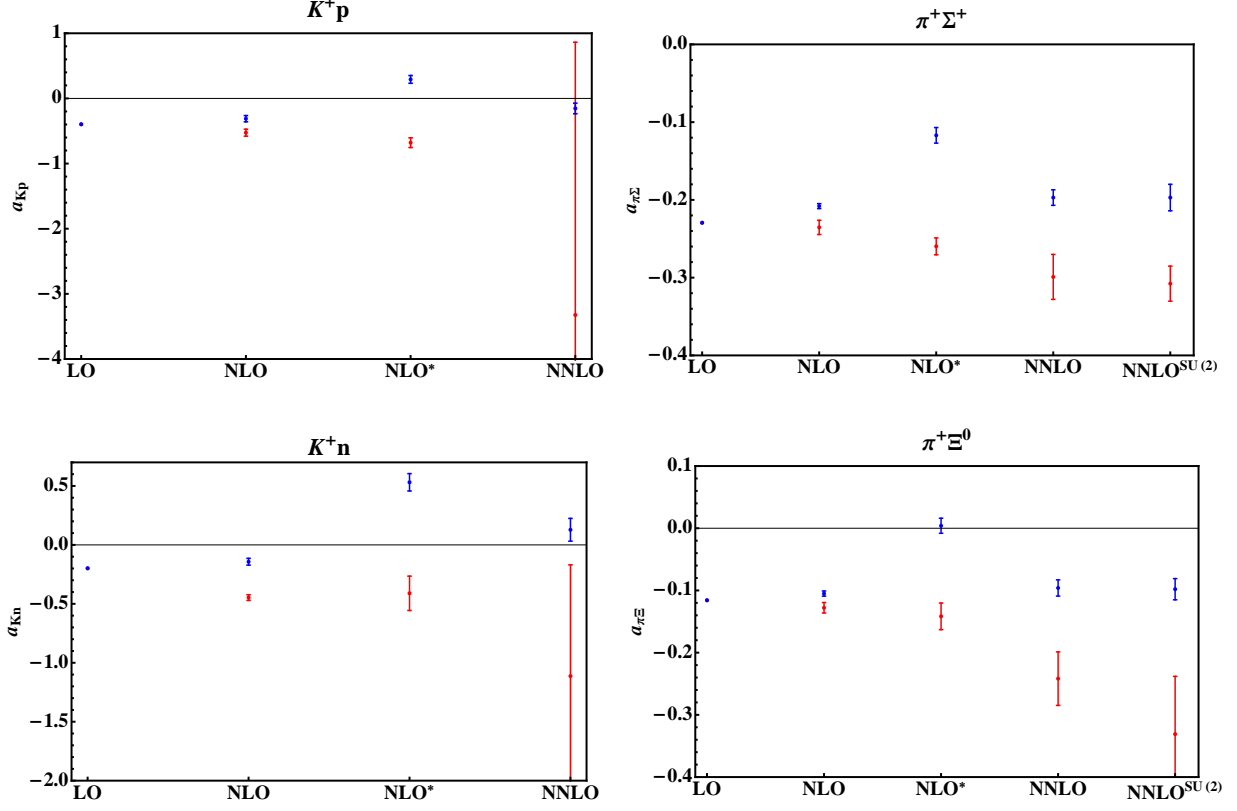 K⁺p
1
0
−1
−2
−3
−4
a_Kp
LO
NLO
NLO*
NNLO
π⁺Σ⁺
0.0
−0.1
−0.2
−0.3
−0.4
a_πΣ
LO
NLO
NLO*
NNLO
NNLO^SU (2)
K⁺n
0.5
0.0
−0.5
−1.0
−1.5
−2.0
a_Kn
LO
NLO
NLO*
NNLO
π⁺Ξ⁰
0.1
0.0
−0.1
−0.2
−0.3
−0.4
a_πΞ
LO
NLO
NLO*
NNLO
NNLO^SU (2)